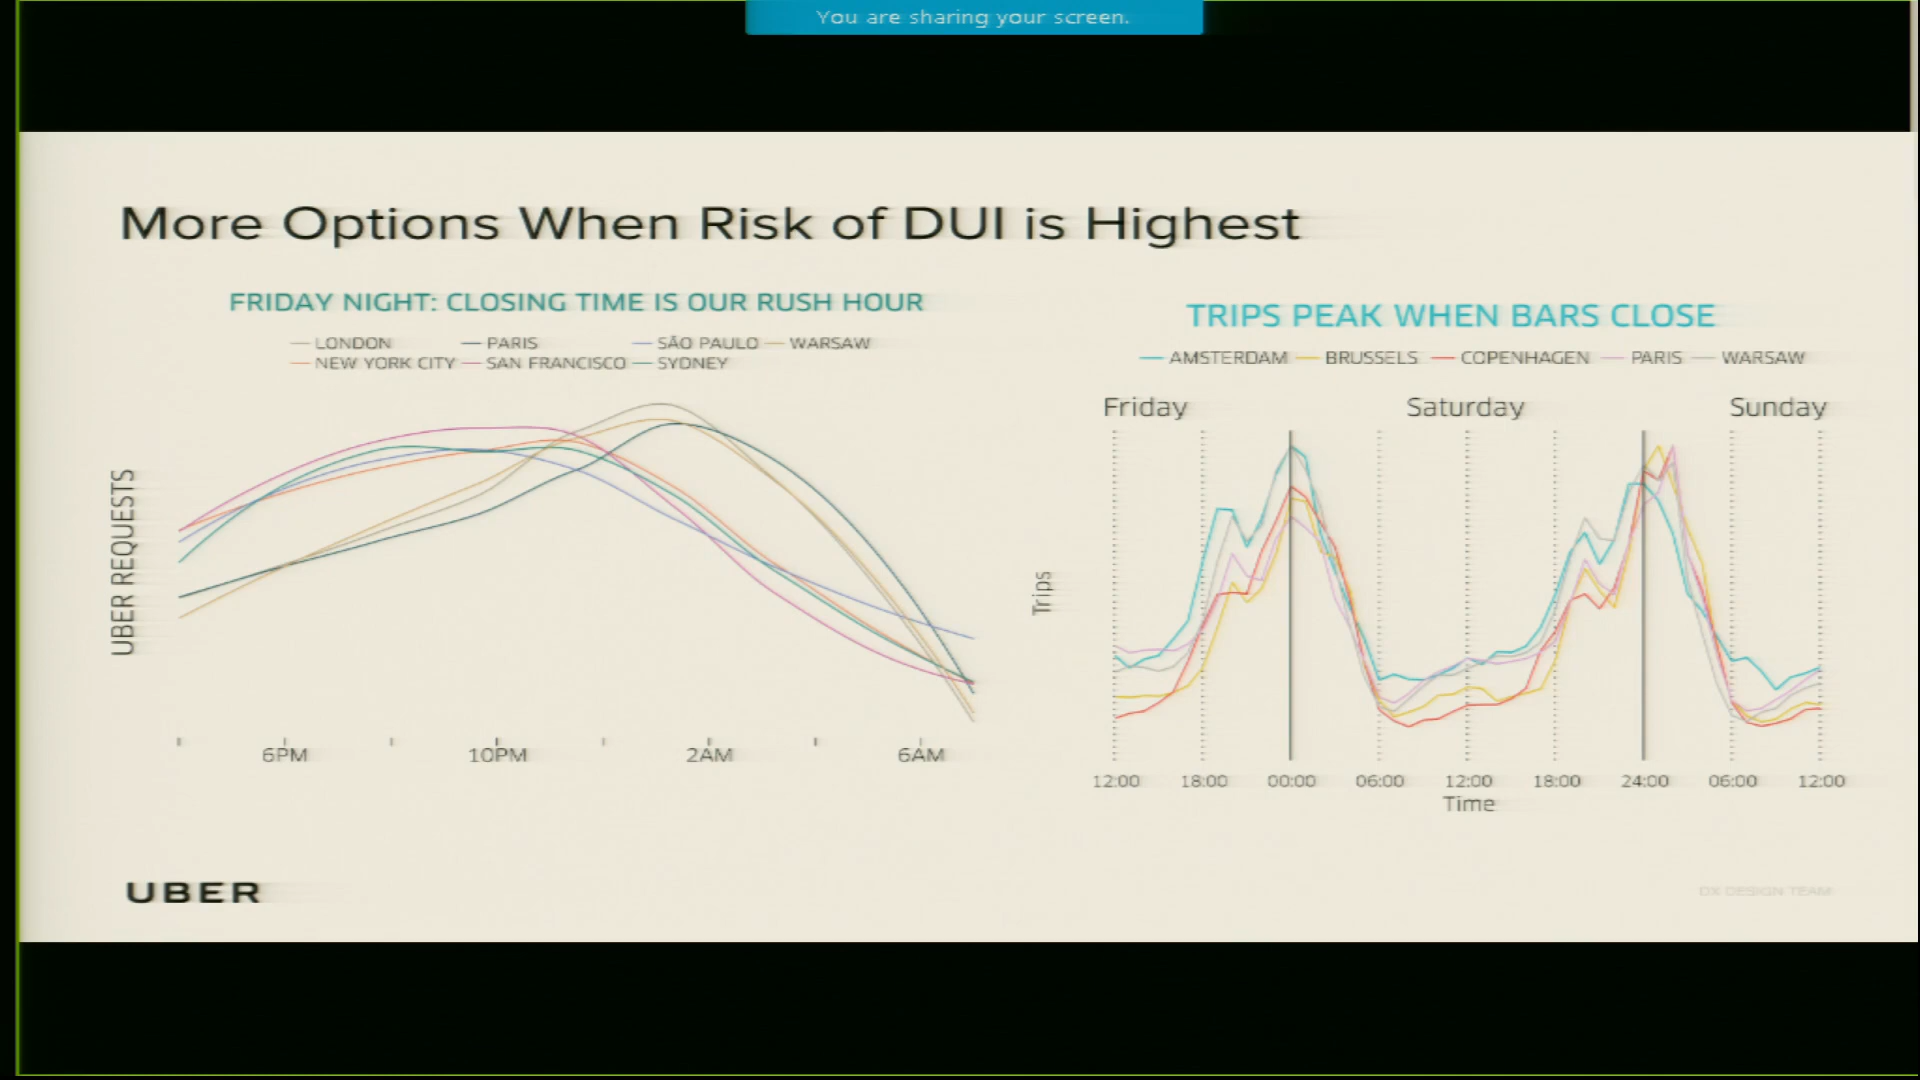 You are sharing your screen.
More Options When Risk of DUI is Highest
FRIDAY NIGHT: CLOSING TIME IS OUR RUSH HOUR
LONDON PARIS SÃO PAULO WARSAW
NEW YORK CITY SAN FRANCISCO SYDNEY
UBER REQUESTS
6PM 10PM 2AM 6AM
TRIPS PEAK WHEN BARS CLOSE
AMSTERDAM BRUSSELS COPENHAGEN PARIS WARSAW
Friday Saturday Sunday
Trips
12:00 18:00 00:00 06:00 12:00 18:00 24:00 06:00 12:00
Time
UBER
DX DESIGN TEAM